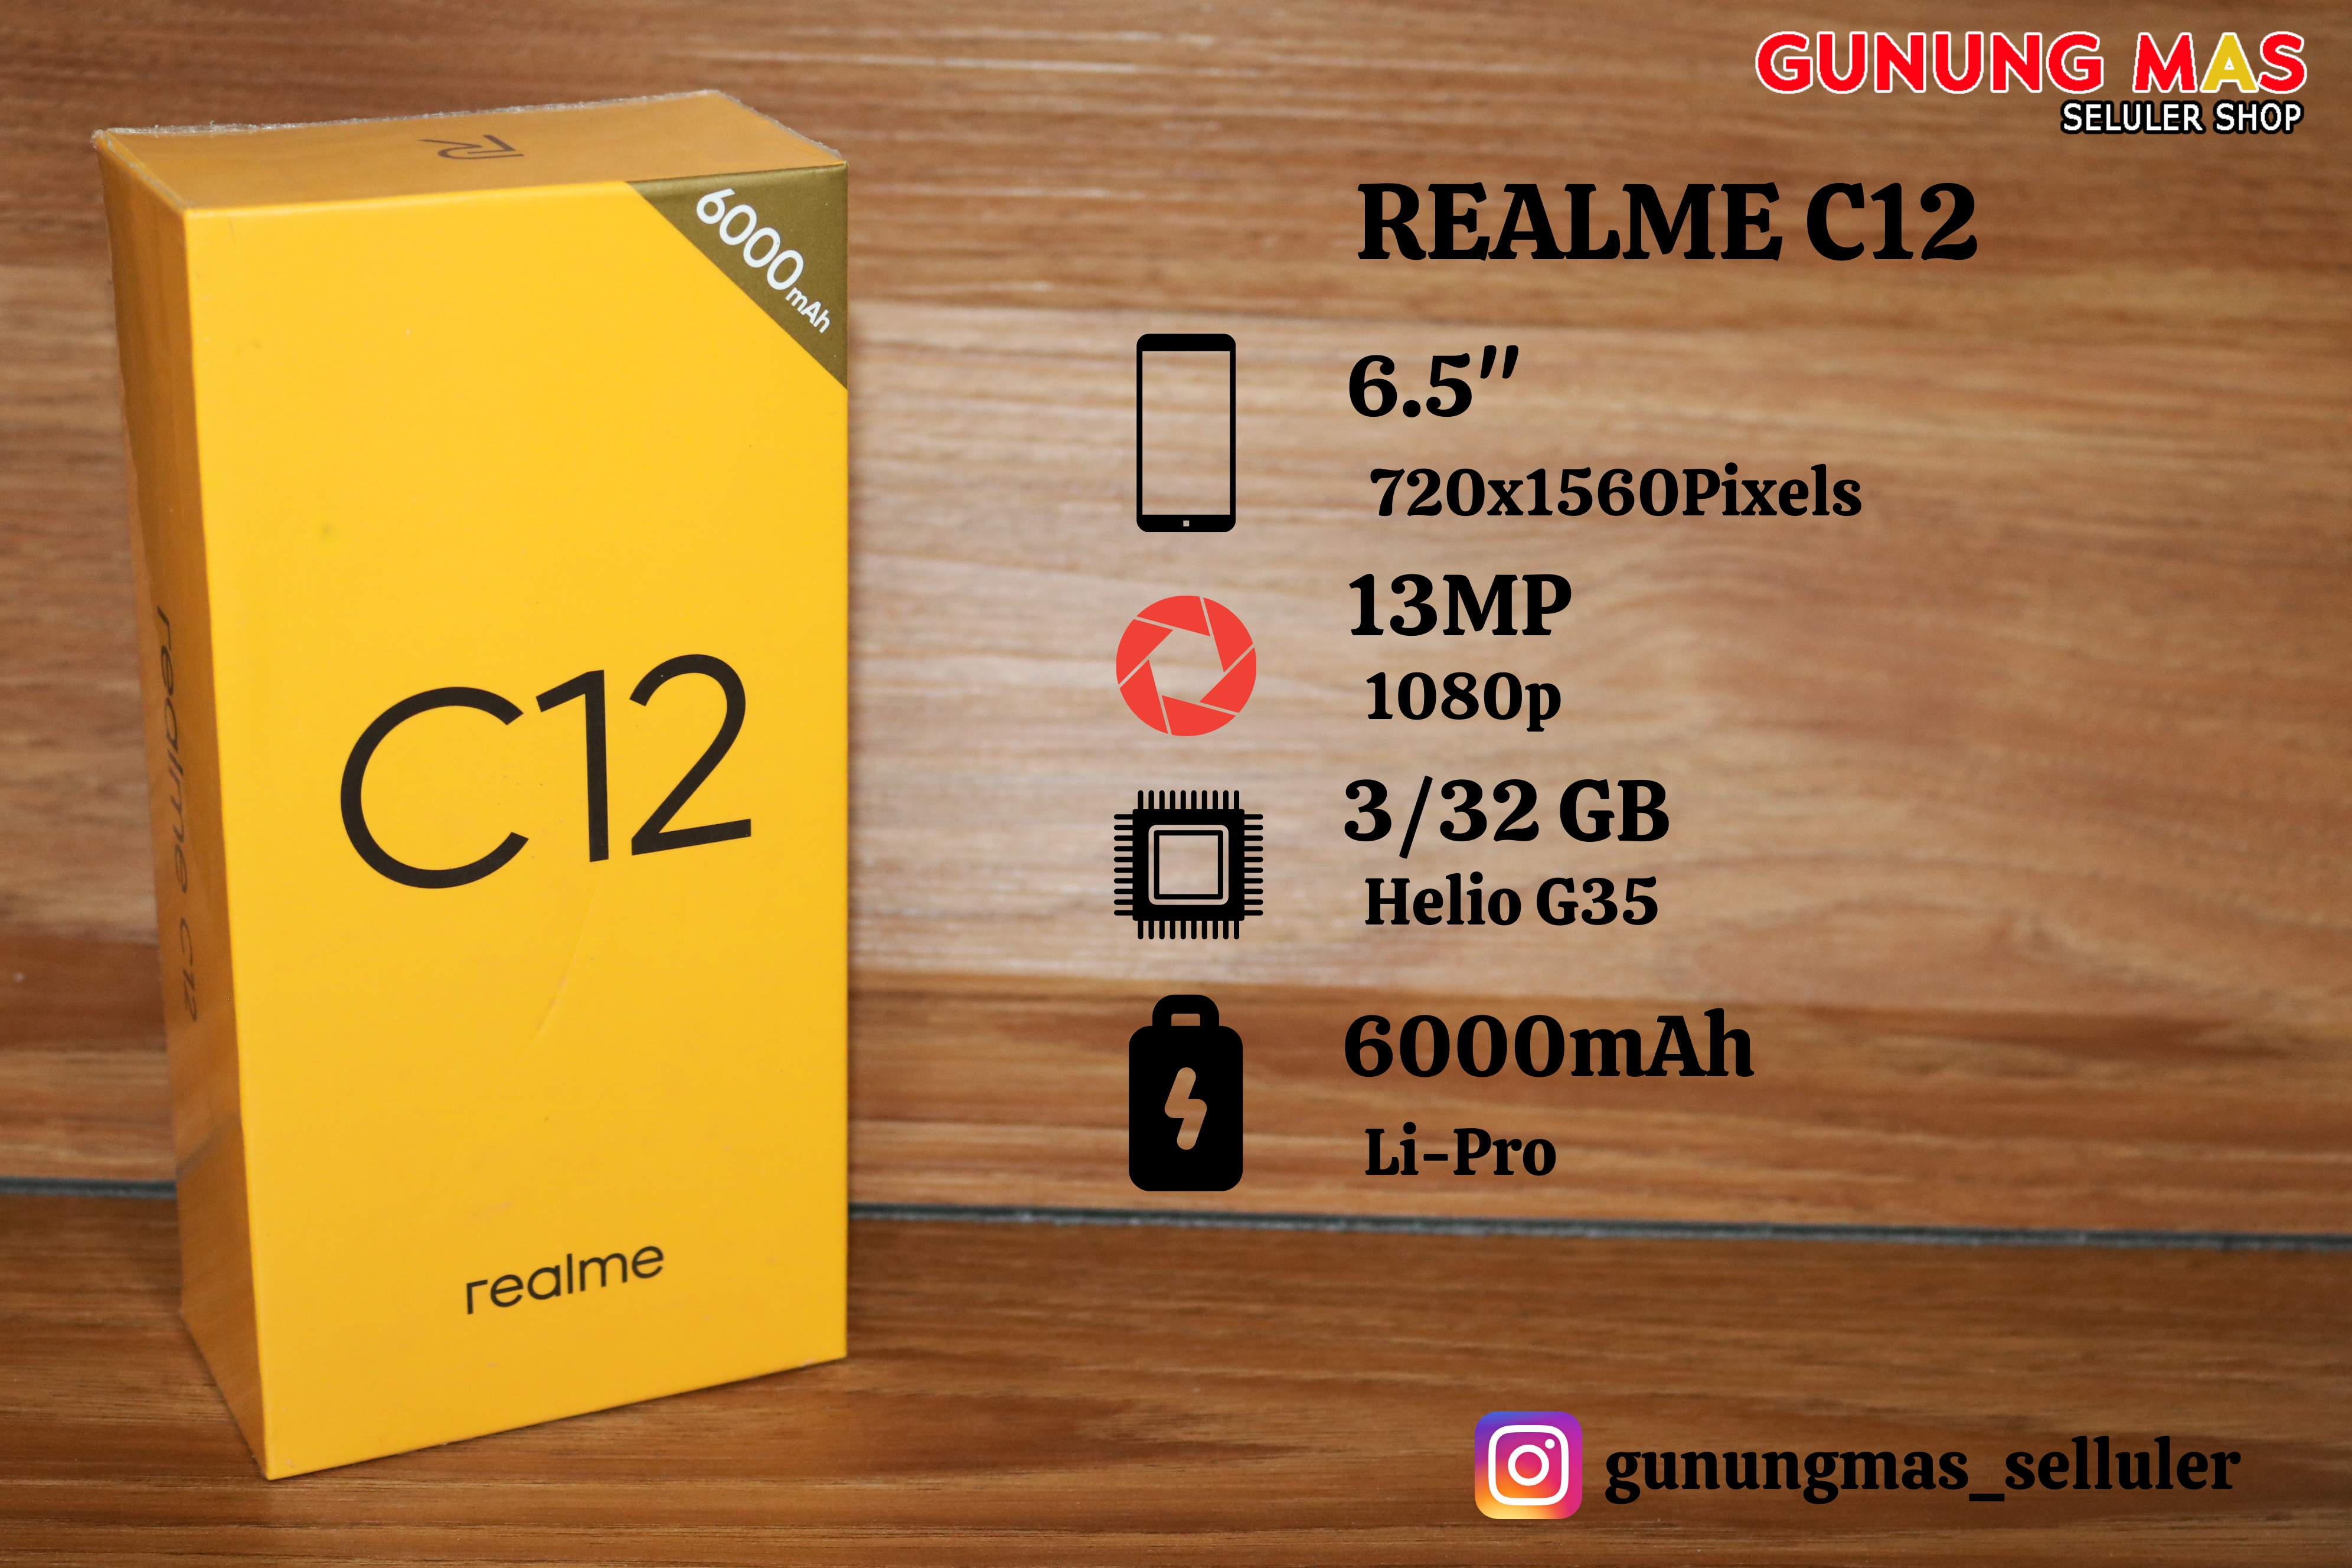 GUNUNG MAS
SELULER SHOP
R
6000mAh
C12
realme
realme C12
REALME C12
6.5"
720x1560Pixels
13MP
1080p
3/32 GB
Helio G35
6000mAh
Li-Pro
gunungmas_selluler